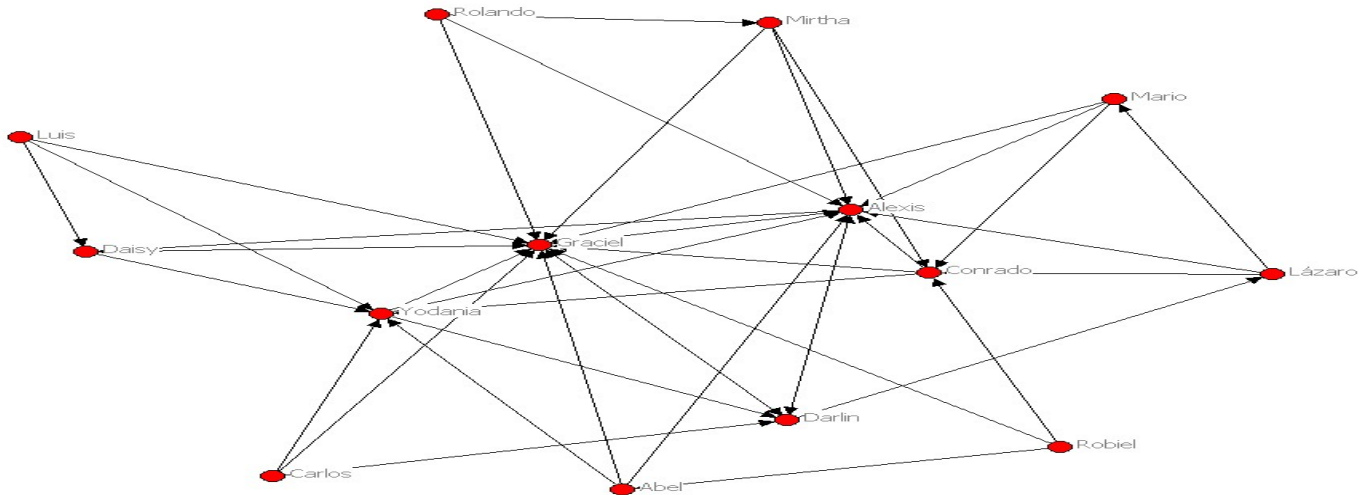 Rolando
Mirtha
Mario
Luis
Alexis
Graciel
Daisy
Conrado
Lázaro
Yodania
Darlin
Robiel
Carlos
Abel